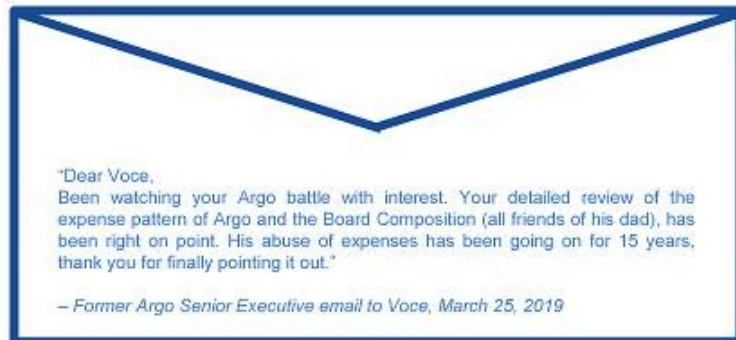 "Dear Voce,
Been watching your Argo battle with interest. Your detailed review of the
expense pattern of Argo and the Board Composition (all friends of his dad), has
been right on point. His abuse of expenses has been going on for 15 years,
thank you for finally pointing it out."
– Former Argo Senior Executive email to Voce, March 25, 2019